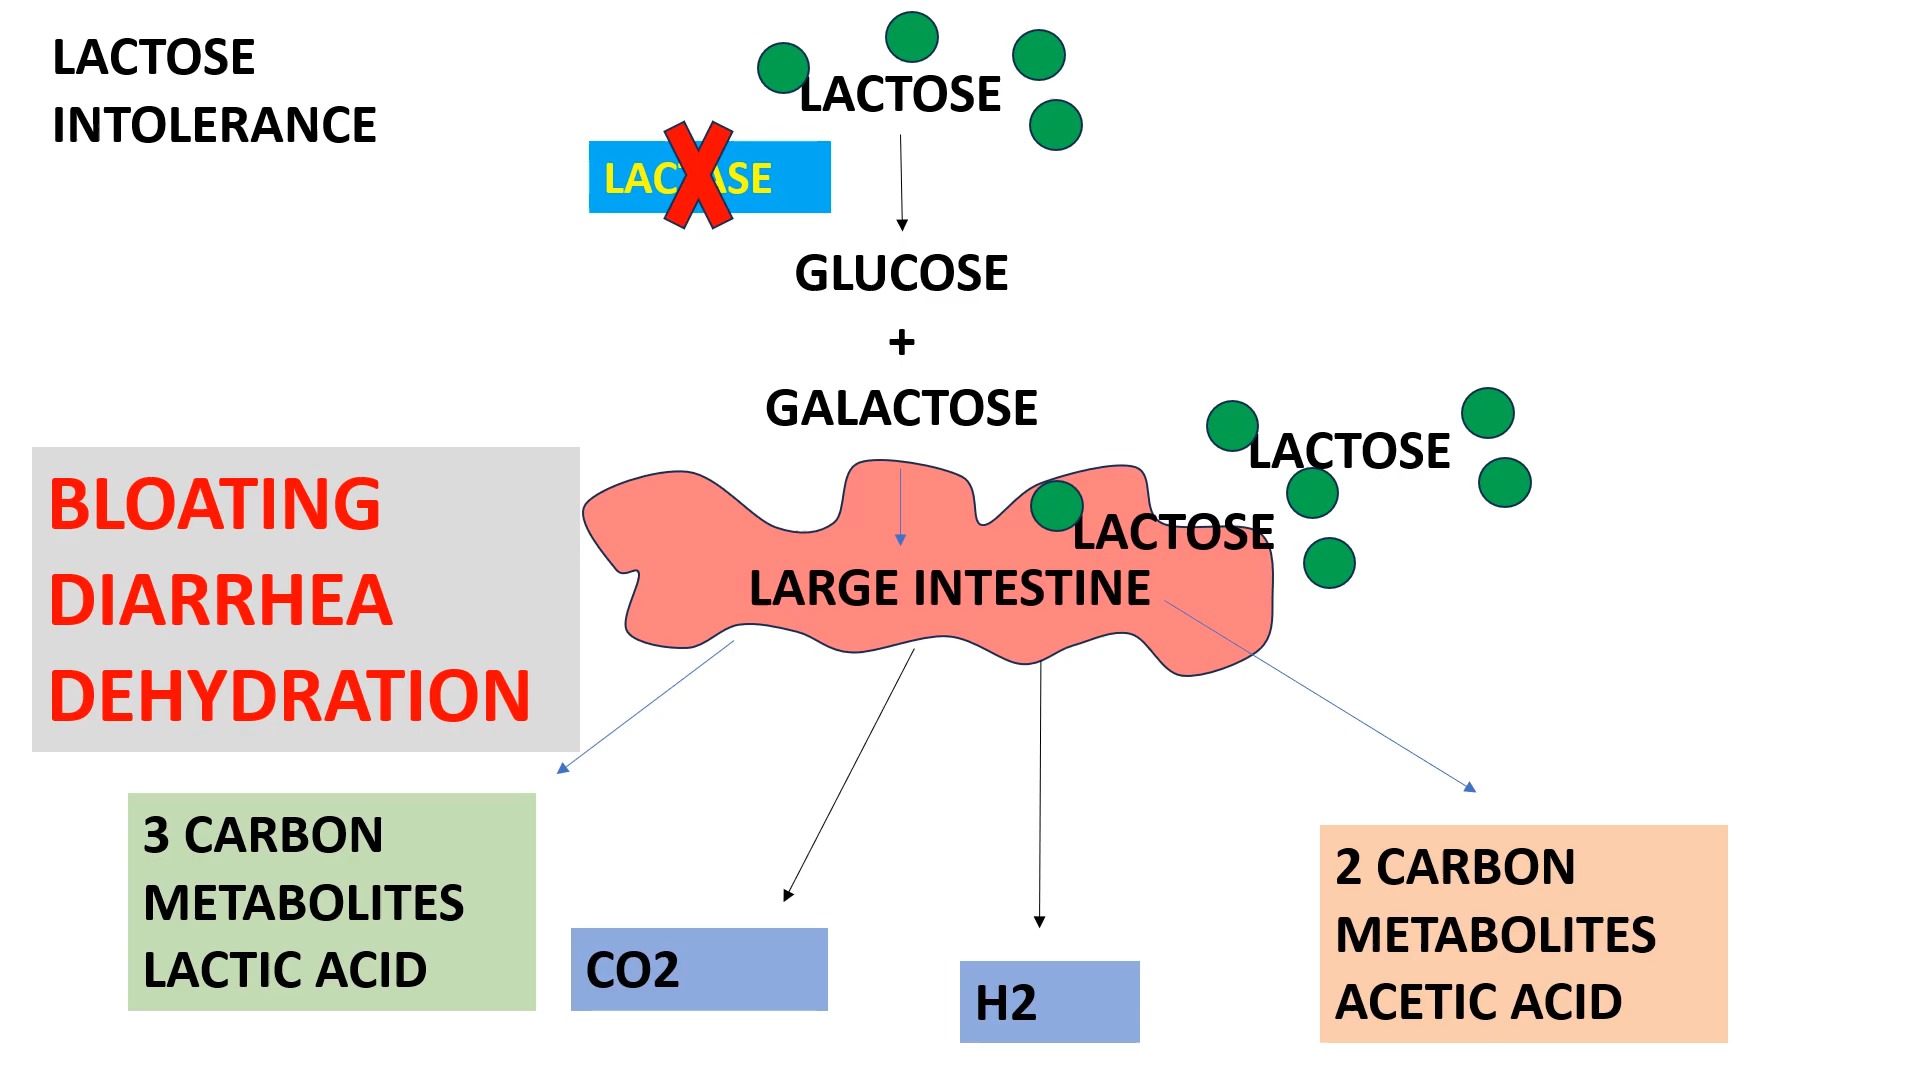 LACTOSE
INTOLERANCE
LACTOSE
LACTASE
GLUCOSE
+
GALACTOSE
LACTOSE
LACTOSE
LARGE INTESTINE
BLOATING
DIARRHEA
DEHYDRATION
3 CARBON
METABOLITES
LACTIC ACID
CO2
H2
2 CARBON
METABOLITES
ACETIC ACID